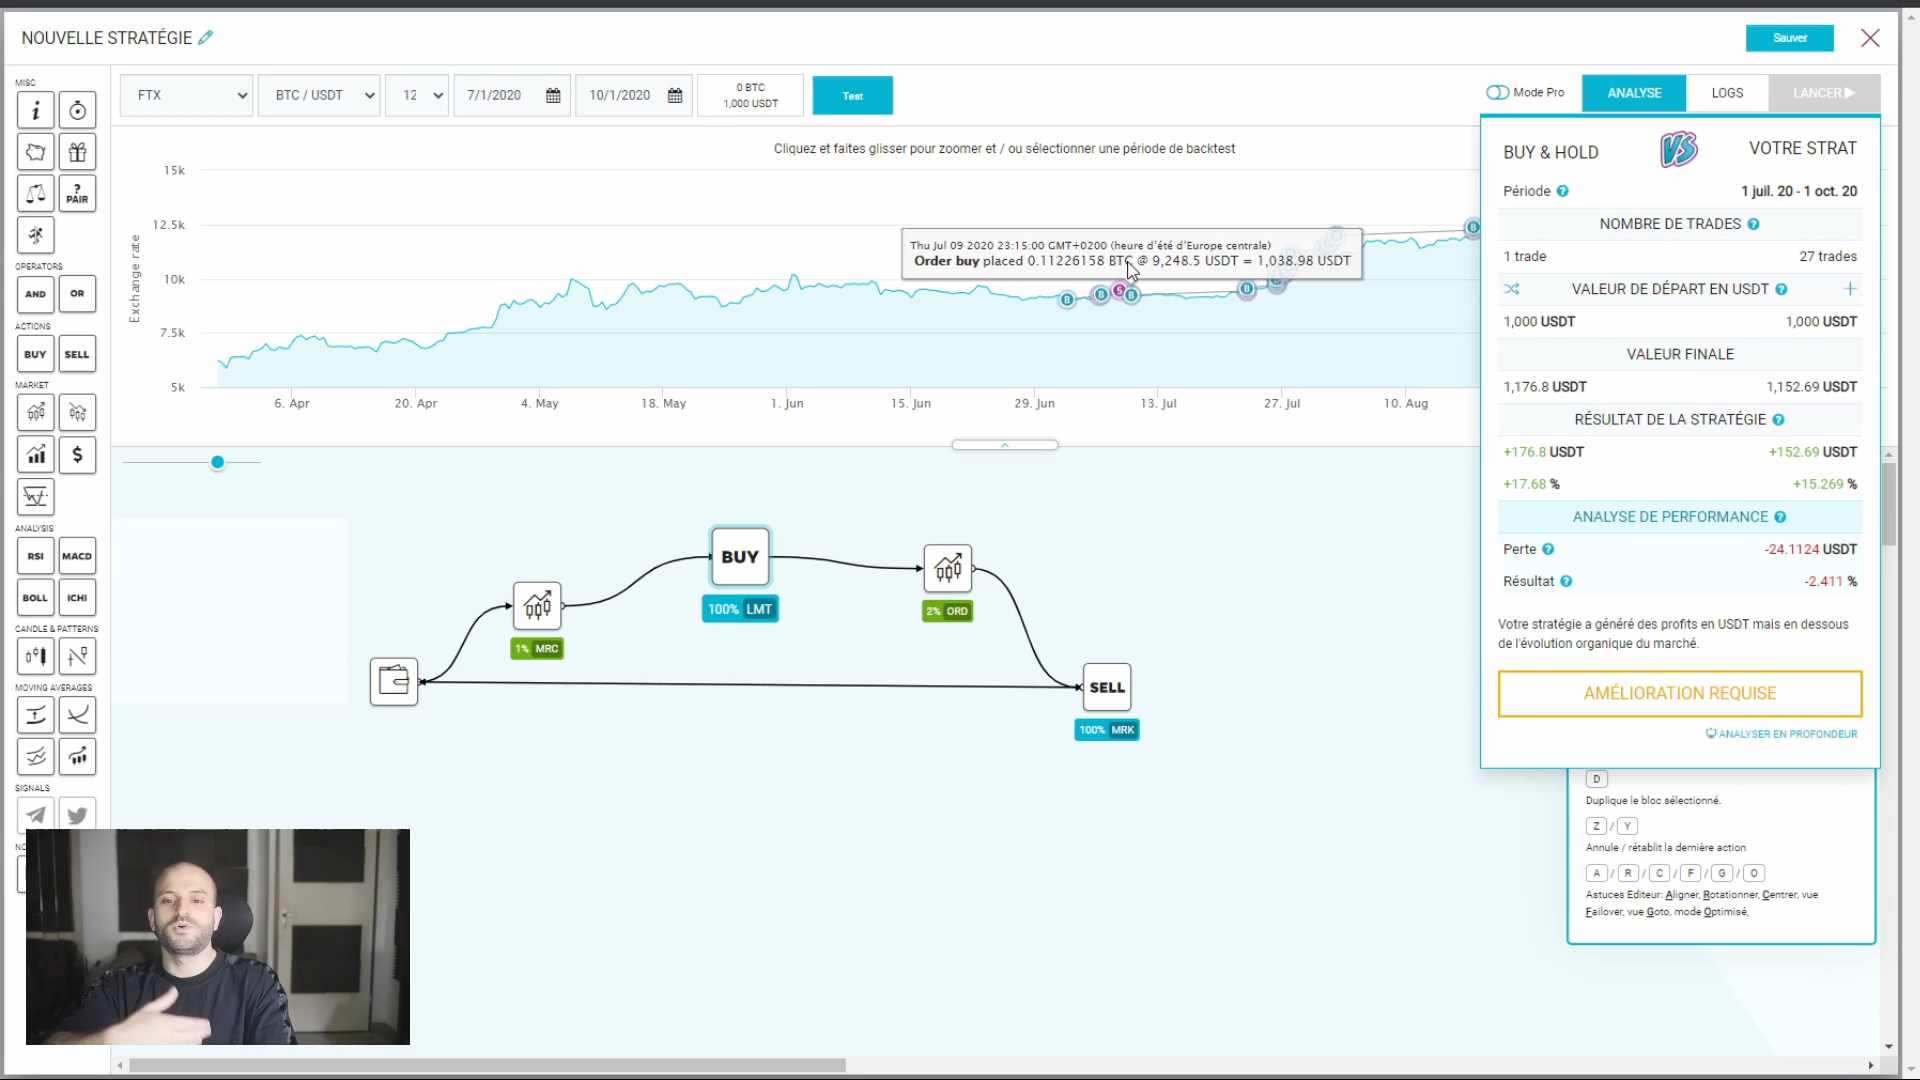 NOUVELLE STRATÉGIE
Sauver
MISC
? PAIR
OPERATORS
AND
OR
ACTIONS
BUY
SELL
MARKET
$
ANALYSIS
RSI
MACD
BOLL
ICHI
CANDLE & PATTERNS
MOVING AVERAGES
SIGNALS
FTX
BTC / USDT
12
7/1/2020
10/1/2020
0 BTC
1,000 USDT
Test
Mode Pro
ANALYSE
LOGS
LANCER
Cliquez et faites glisser pour zoomer et / ou sélectionner une période de backtest
Exchange rate
15k
12.5k
10k
7.5k
5k
Thu Jul 09 2020 23:15:00 GMT+0200 (heure d'été d'Europe centrale)
Order buy placed 0.11226158 BTC @ 9,248.5 USDT = 1,038.98 USDT
B
B
S
B
B
B
6. Apr
20. Apr
4. May
18. May
1. Jun
15. Jun
29. Jun
13. Jul
27. Jul
10. Aug
1% MRC
BUY
100% LMT
2% ORD
SELL
100% MRK
BUY & HOLD
VS
VOTRE STRAT
Période ?
1 juil. 20 - 1 oct. 20
NOMBRE DE TRADES ?
1 trade
27 trades
VALEUR DE DÉPART EN USDT ?
1,000 USDT
1,000 USDT
VALEUR FINALE
1,176.8 USDT
1,152.69 USDT
RÉSULTAT DE LA STRATÉGIE ?
+176.8 USDT
+152.69 USDT
+17.68 %
+15.269 %
ANALYSE DE PERFORMANCE ?
Perte ?
-24.1124 USDT
Résultat ?
-2.411 %
Votre stratégie a généré des profits en USDT mais en dessous
de l'évolution organique du marché.
AMÉLIORATION REQUISE
ANALYSER EN PROFONDEUR
D
Duplique le bloc sélectionné.
Z / Y
Annule / rétablit la dernière action
A / R / C / F / G / O
Astuces Editeur: Aligner, Rotationner, Centrer, vue
Failover, vue Goto, mode Optimisé,